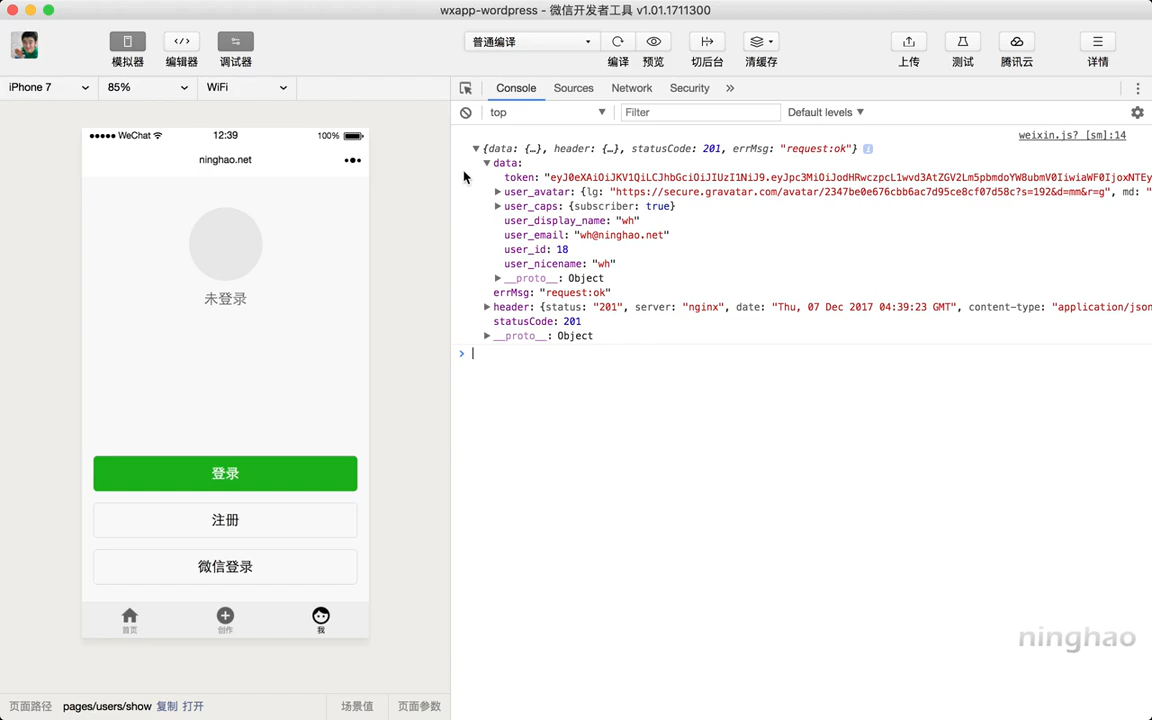 wxapp-wordpress - 微信开发者工具 v1.01.1711300
模拟器 编辑器 调试器
普通编译
编译 预览 切后台 清缓存
上传 测试 腾讯云 详情
iPhone 7 85% WiFi
Console Sources Network Security »
top Filter Default levels
●●●●● WeChat 12:39 100%
ninghao.net
weixin.js? [sm]:14
{data: {…}, header: {…}, statusCode: 201, errMsg: "request:ok"}
data:
token: "eyJ0eXAiOiJKV1QiLCJhbGciOiJIUzI1NiJ9.eyJpc3MiOiJodHRwczpcL1wvd3AtZGV2Lm5pbmdoYW8ubmV0IiwiaWF0IjoxNTEy
user_avatar: {lg: "https://secure.gravatar.com/avatar/2347be0e676cbb6ac7d95ce8cf07d58c?s=192&d=mm&r=g", md: "
user_caps: {subscriber: true}
user_display_name: "wh"
user_email: "wh@ninghao.net"
user_id: 18
user_nicename: "wh"
__proto__: Object
errMsg: "request:ok"
header: {status: "201", server: "nginx", date: "Thu, 07 Dec 2017 04:39:23 GMT", content-type: "application/json
statusCode: 201
__proto__: Object
未登录
登录
注册
微信登录
首页 创作 我
ninghao
页面路径 pages/users/show 复制 打开 场景值 页面参数